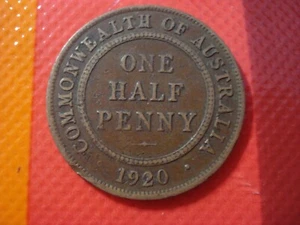 COMMONWEALTH OF AUSTRALIA
ONE
HALF
PENNY
1920